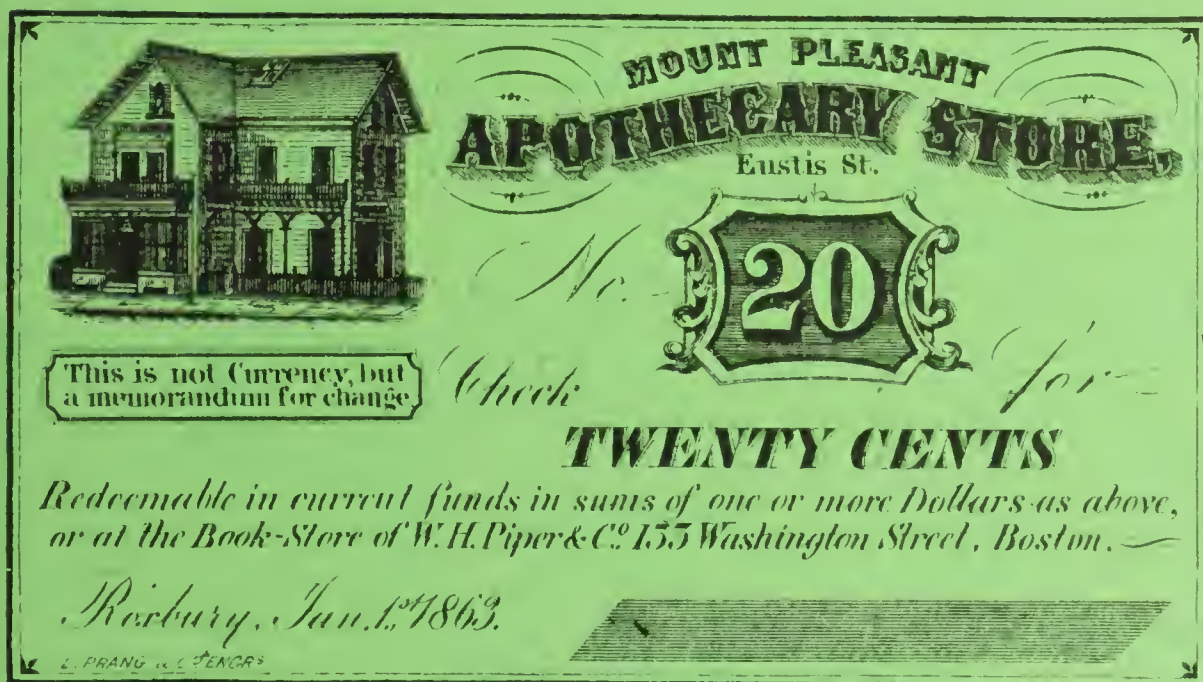 MOUNT PLEASANT
APOTHECARY STORE,
Eustis St.
No.
20
This is not Currency, but
a memorandum for change
Check for
TWENTY CENTS
Redeemable in current funds in sums of one or more Dollars as above,
or at the Book-Store of W. H. Piper & Co. 133 Washington Street, Boston.
Roxbury, Jan. 1st, 1863.
L. PRANG & C